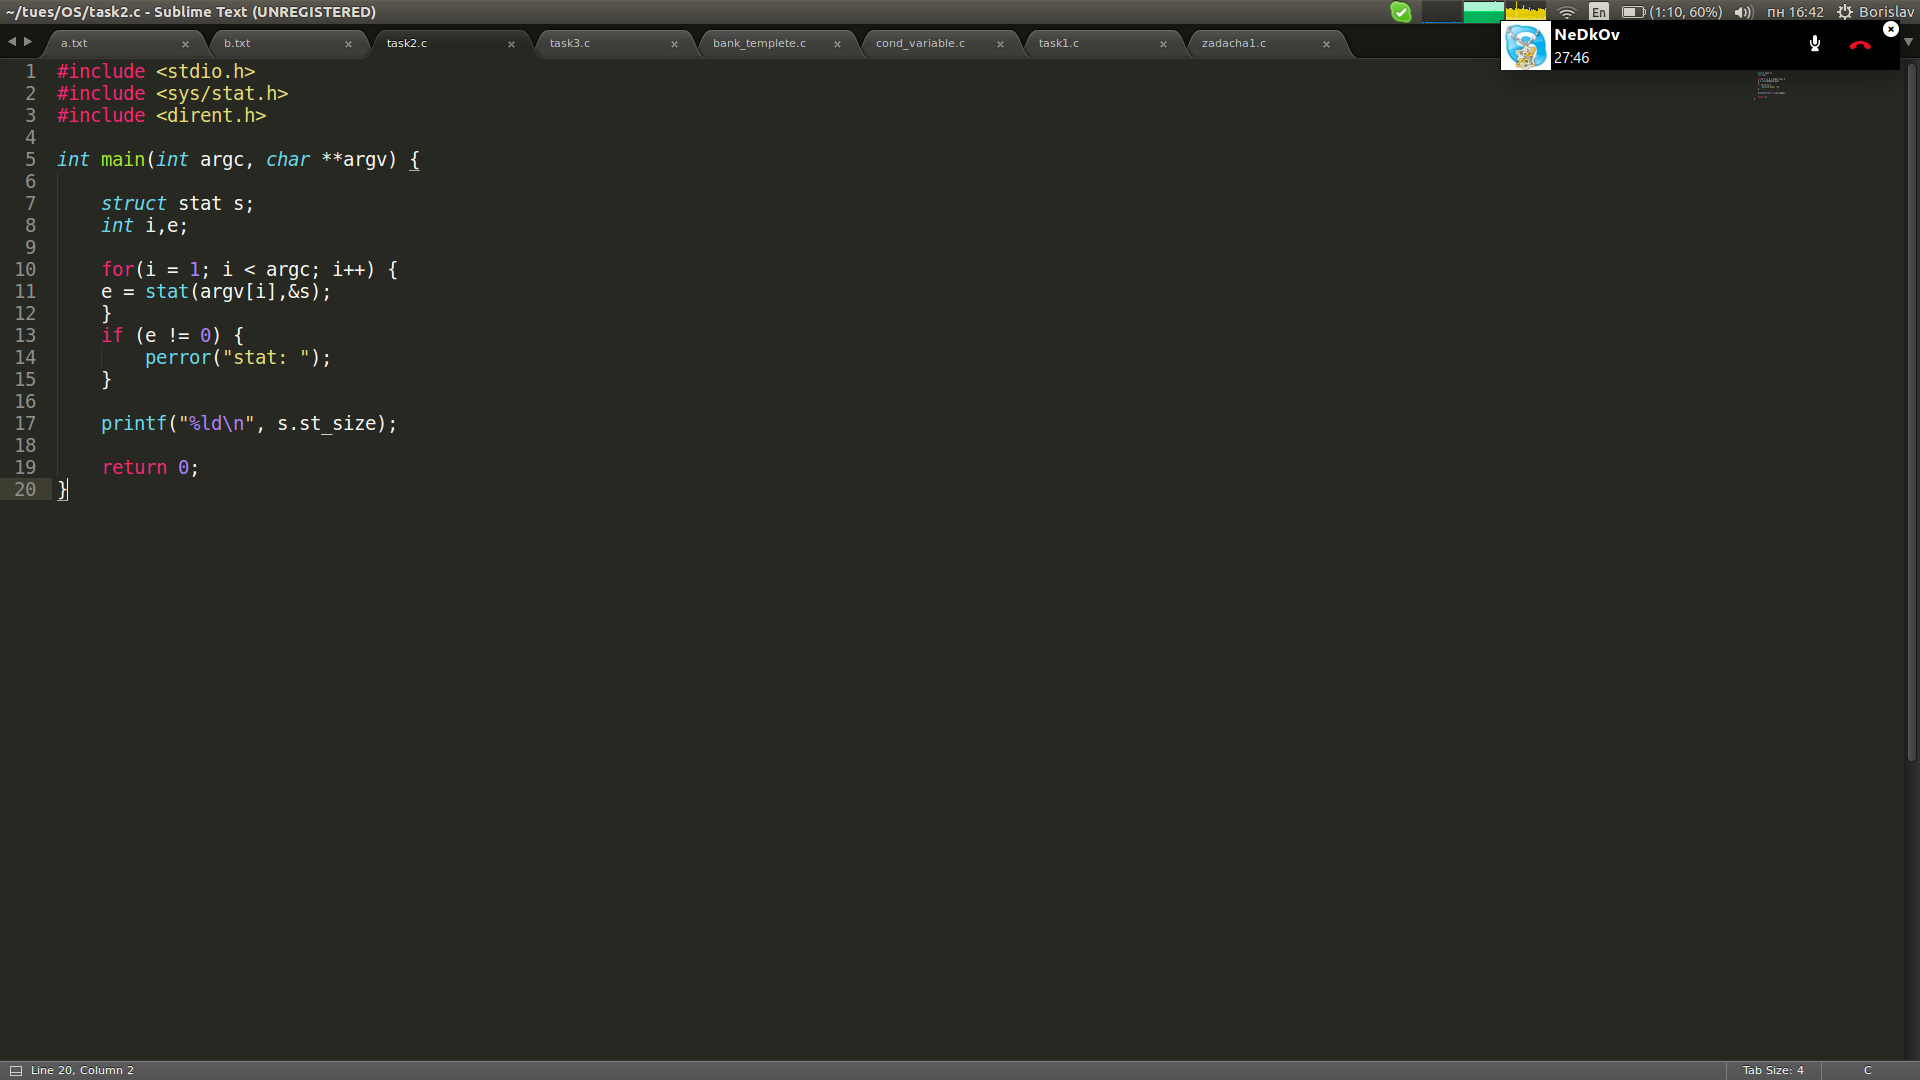 ~/tues/OS/task2.c - Sublime Text (UNREGISTERED)
En (1:10, 60%) пн 16:42 Borislav
a.txt b.txt task2.c task3.c bank_templete.c cond_variable.c task1.c zadacha1.c
NeDkOv
27:46
1 #include <stdio.h>
2 #include <sys/stat.h>
3 #include <dirent.h>
4
5 int main(int argc, char **argv) {
6
7     struct stat s;
8     int i,e;
9
10     for(i = 1; i < argc; i++) {
11     e = stat(argv[i],&s);
12     }
13     if (e != 0) {
14         perror("stat: ");
15     }
16
17     printf("%ld\n", s.st_size);
18
19     return 0;
20 }
Line 20, Column 2
Tab Size: 4
C